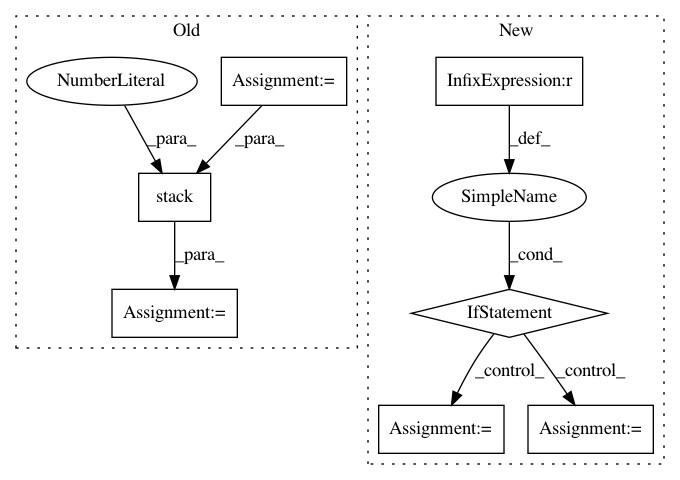 Old
New
NumberLiteral
Assignment:=
InfixExpression:r
_para_
_para_
_def_
stack
SimpleName
_para_
_cond_
Assignment:=
IfStatement
_control_
_control_
Assignment:=
Assignment:=